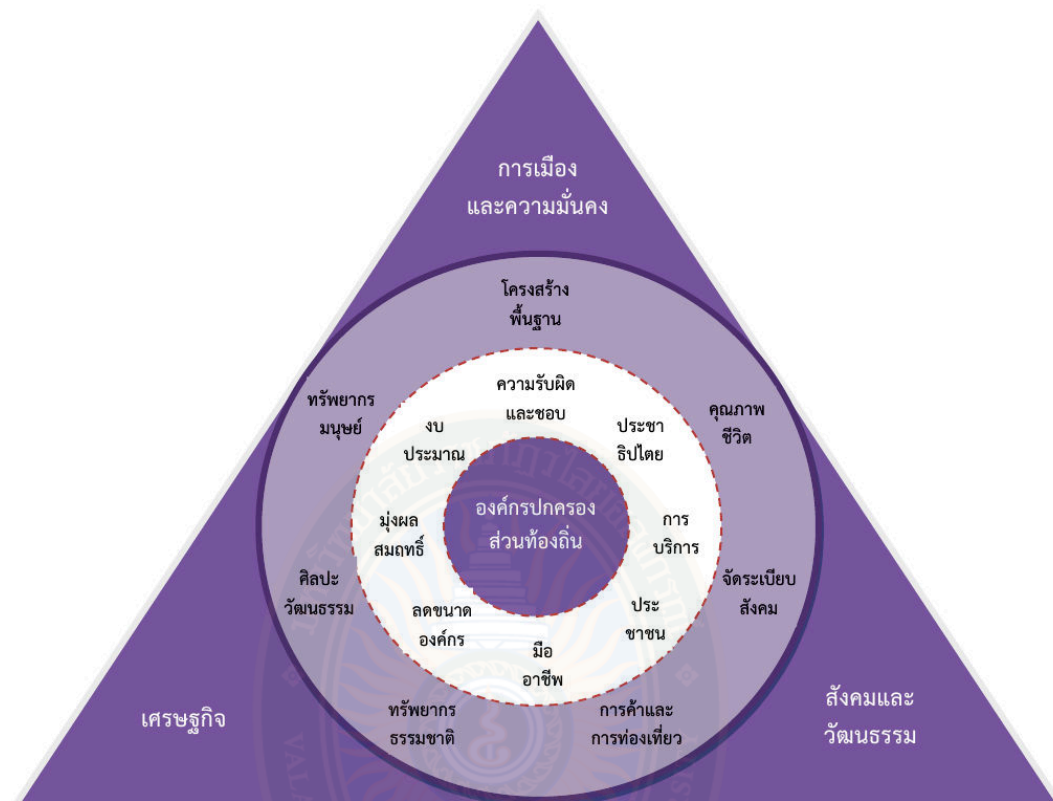 การเมือง
และความมั่นคง
โครงสร้าง
พื้นฐาน
ทรัพยากร
มนุษย์
คุณภาพ
ชีวิต
ความรับผิด
และชอบ
งบ
ประมาณ
ประชา
ธิปไตย
องค์กรปกครอง
ส่วนท้องถิ่น
มุ่งผล
สมฤทธิ์
การ
บริการ
ศิลปะ
วัฒนธรรม
จัดระเบียบ
สังคม
ลดขนาด
องค์กร
ประ
ชาชน
มือ
อาชีพ
ทรัพยากร
ธรรมชาติ
การค้าและ
การท่องเที่ยว
เศรษฐกิจ
สังคมและ
วัฒนธรรม